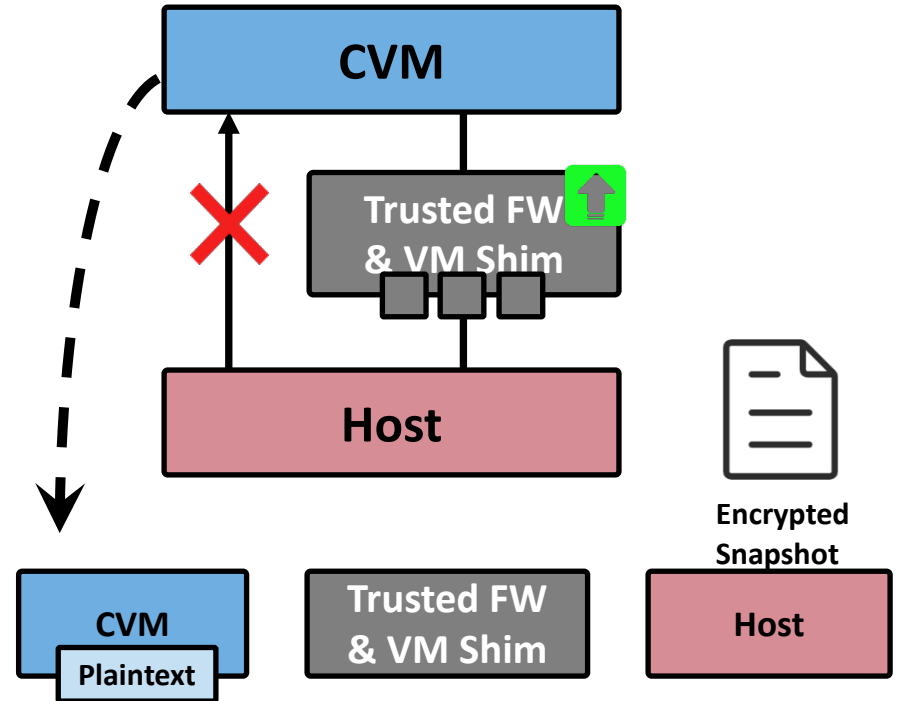 CVM
Trusted FW
& VM Shim
Host
Encrypted
Snapshot
CVM
Plaintext
Trusted FW
& VM Shim
Host